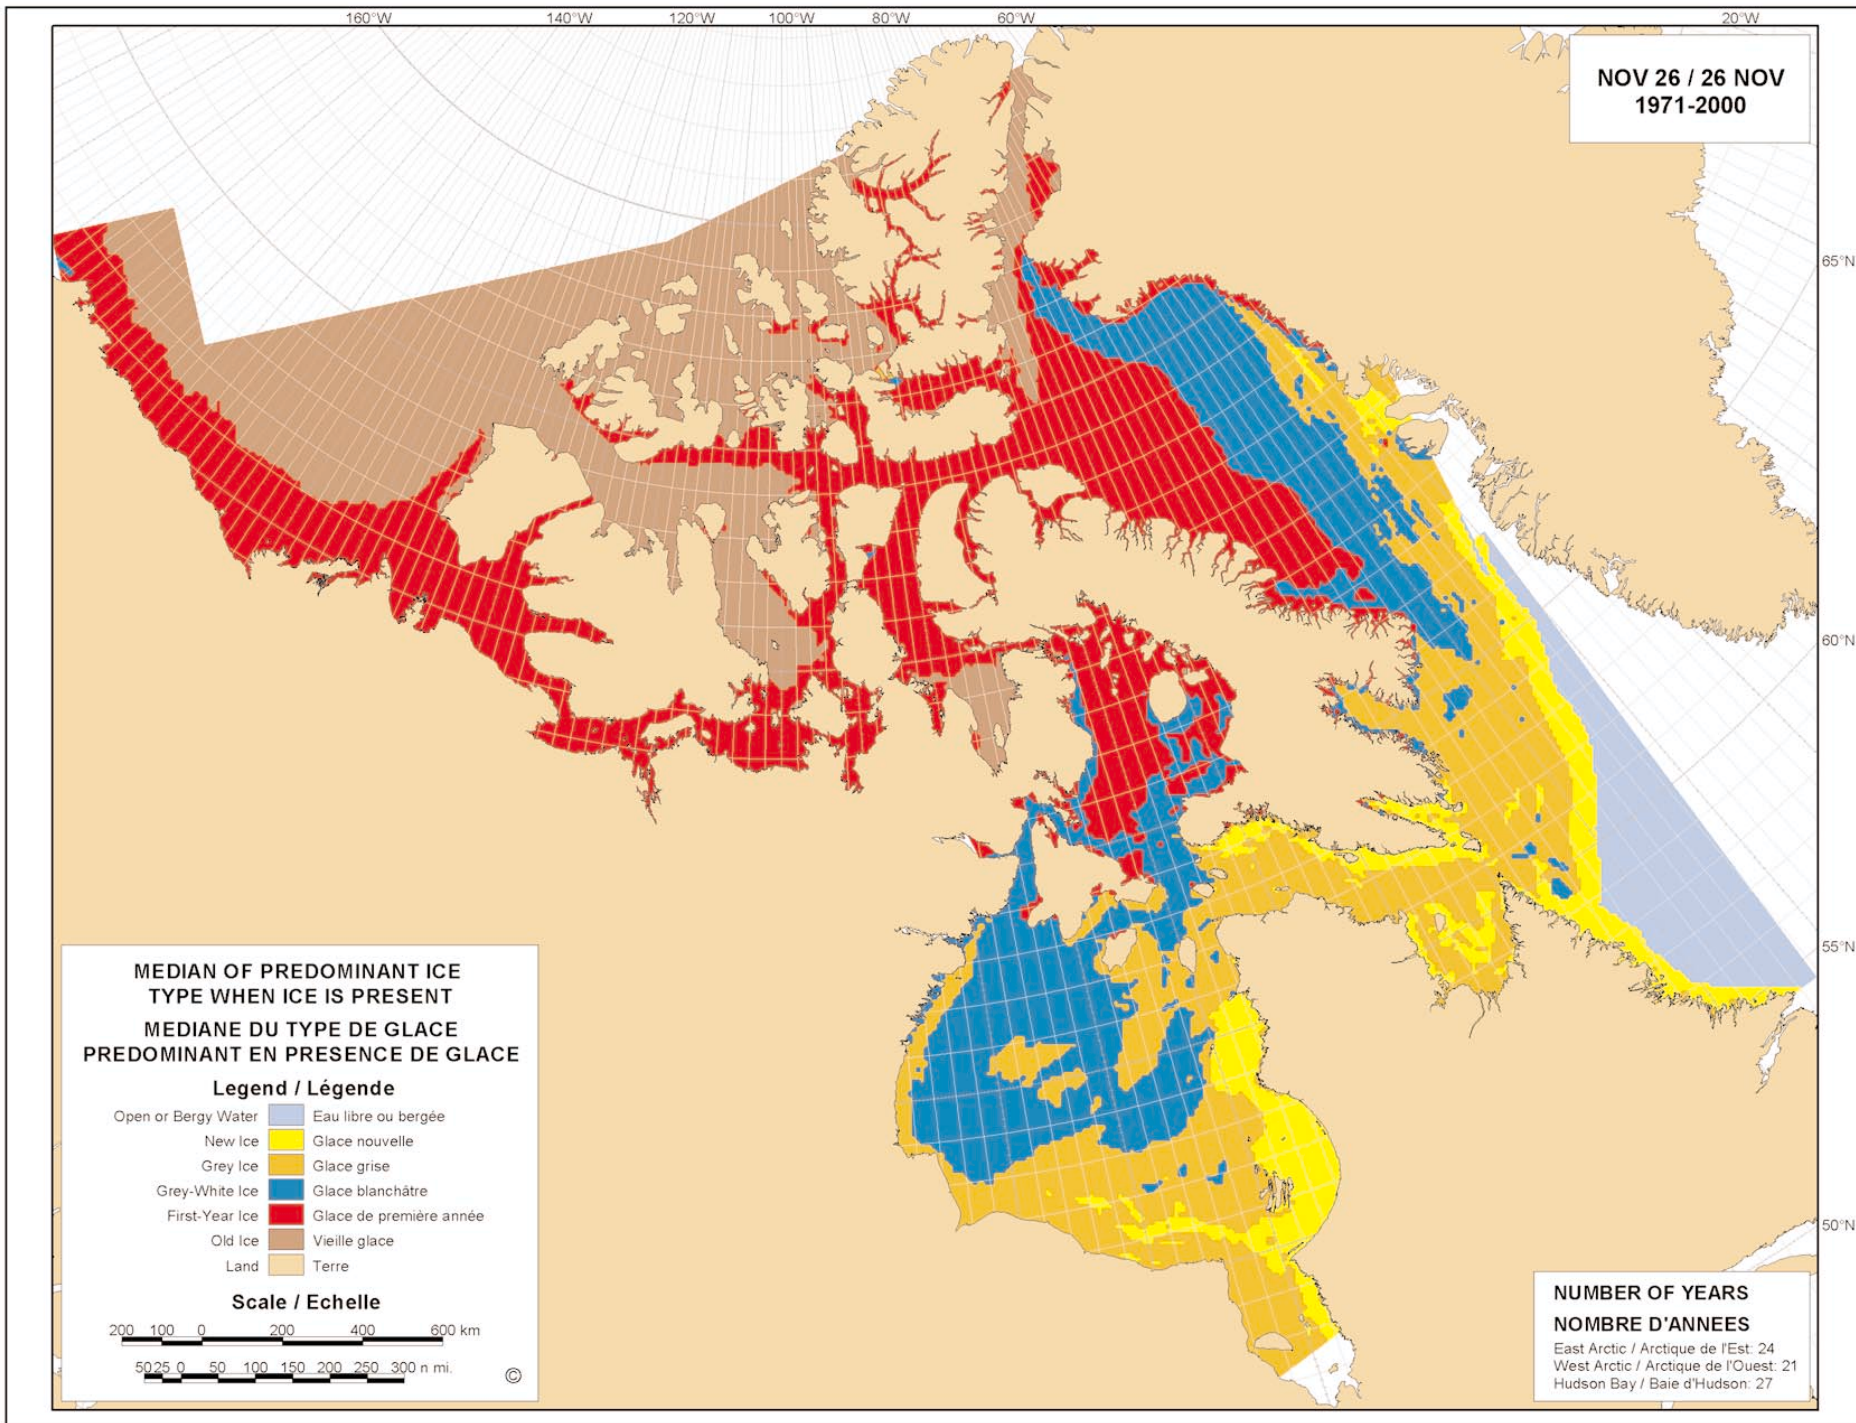 160°W 140°W 120°W 100°W 80°W 60°W 20°W
NOV 26 / 26 NOV
1971-2000
65°N
60°N
55°N
50°N
MEDIAN OF PREDOMINANT ICE
TYPE WHEN ICE IS PRESENT
MEDIANE DU TYPE DE GLACE
PREDOMINANT EN PRESENCE DE GLACE
Legend / Légende
Open or Bergy Water Eau libre ou bergée
New Ice Glace nouvelle
Grey Ice Glace grise
Grey-White Ice Glace blanchâtre
First-Year Ice Glace de première année
Old Ice Vieille glace
Land Terre
Scale / Echelle
200 100 0 200 400 600 km
50 25 0 50 100 150 200 250 300 n mi.
©
NUMBER OF YEARS
NOMBRE D'ANNEES
East Arctic / Arctique de l'Est: 24
West Arctic / Arctique de l'Ouest: 21
Hudson Bay / Baie d'Hudson: 27